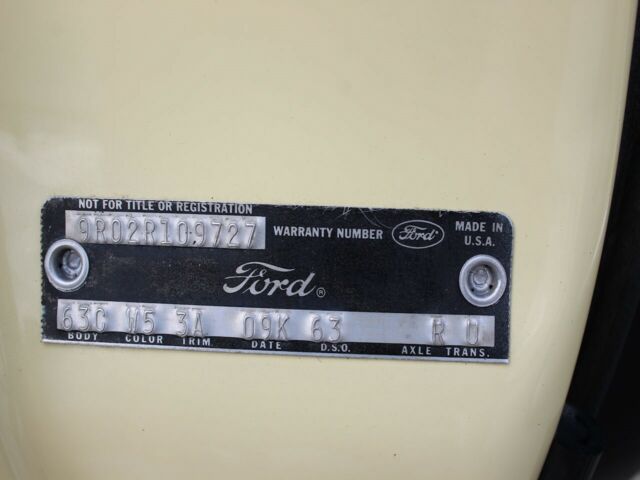 NOT FOR TITLE OR REGISTRATION
9R02R109727 WARRANTY NUMBER Ford MADE IN U.S.A.
Ford®
63C W5 3A 09K 63 R U
BODY COLOR TRIM DATE D.S.O. AXLE TRANS.